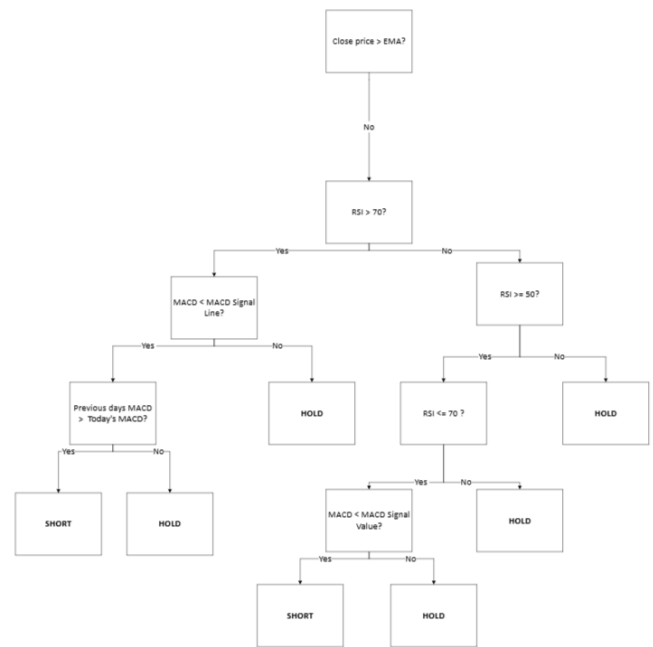 Close price > EMA?
No
RSI > 70?
Yes
No
MACD < MACD Signal
Line?
RSI >= 50?
Yes
No
Yes
No
Previous days MACD
> Today's MACD?
HOLD
RSI <= 70 ?
HOLD
Yes
No
Yes
No
SHORT
HOLD
MACD < MACD Signal
Value?
HOLD
Yes
No
SHORT
HOLD